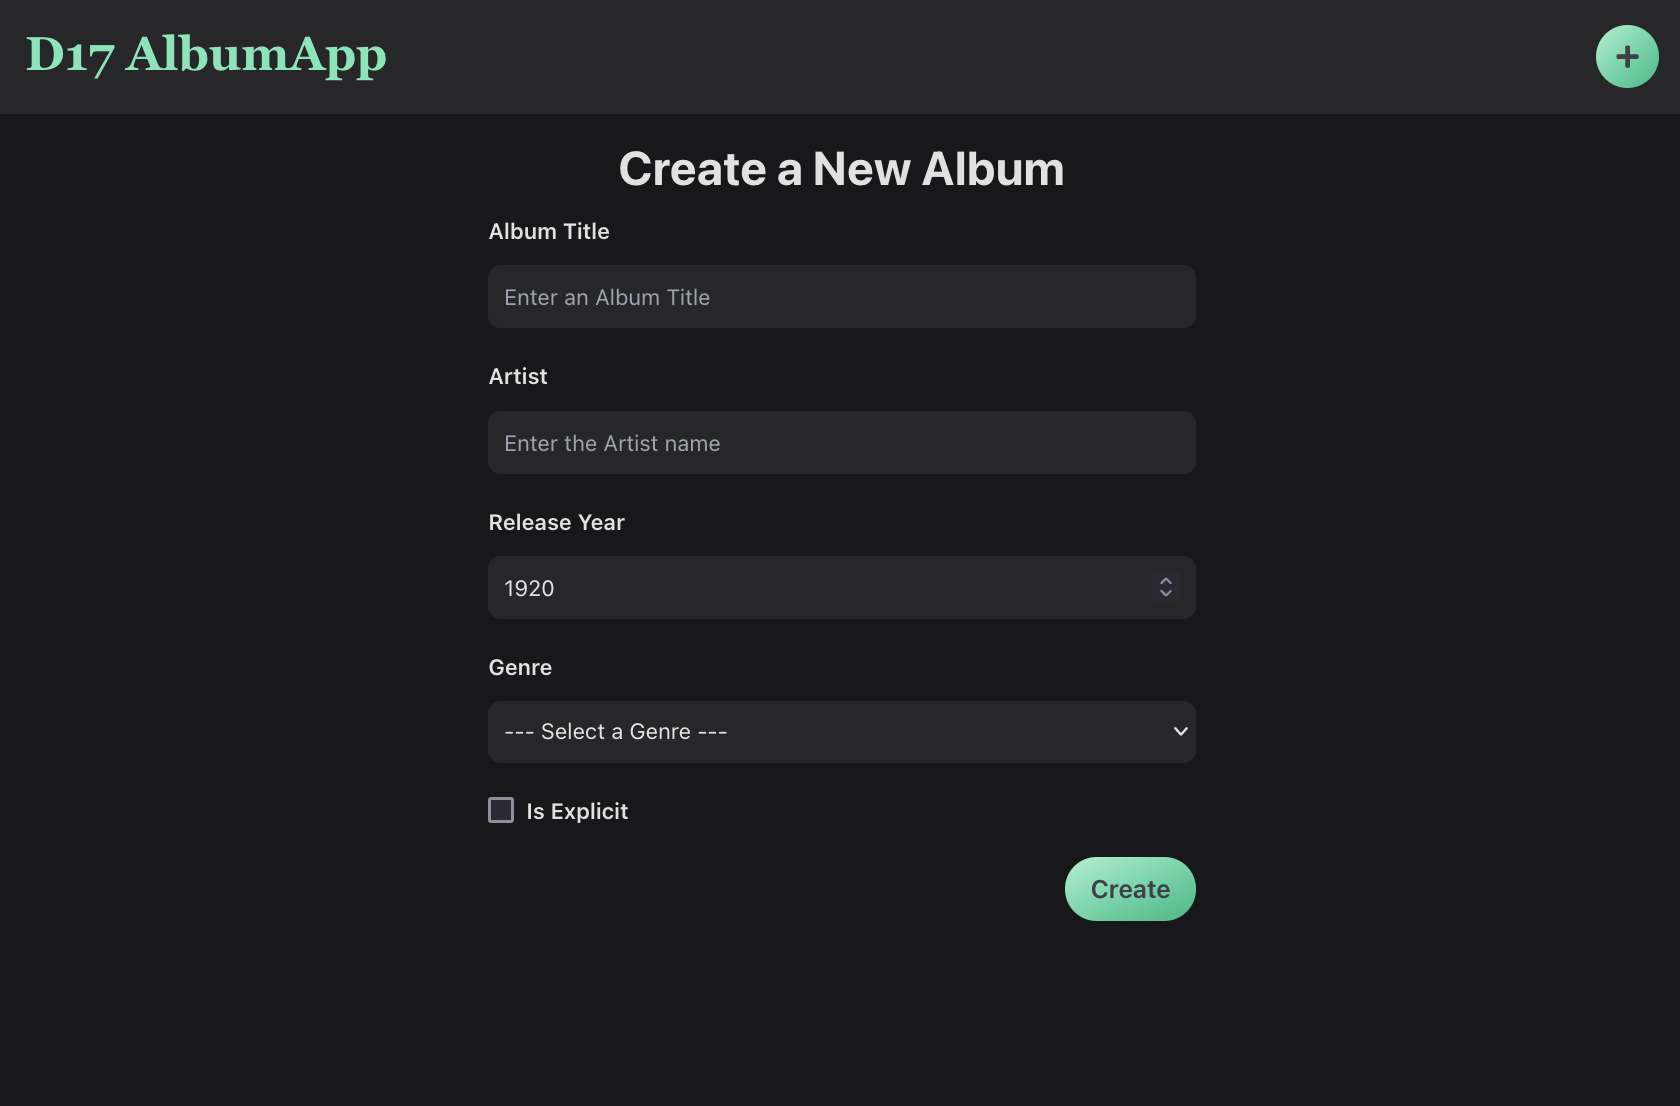 D17 AlbumApp
Create a New Album
Album Title
Enter an Album Title
Artist
Enter the Artist name
Release Year
1920
Genre
--- Select a Genre ---
Is Explicit
Create